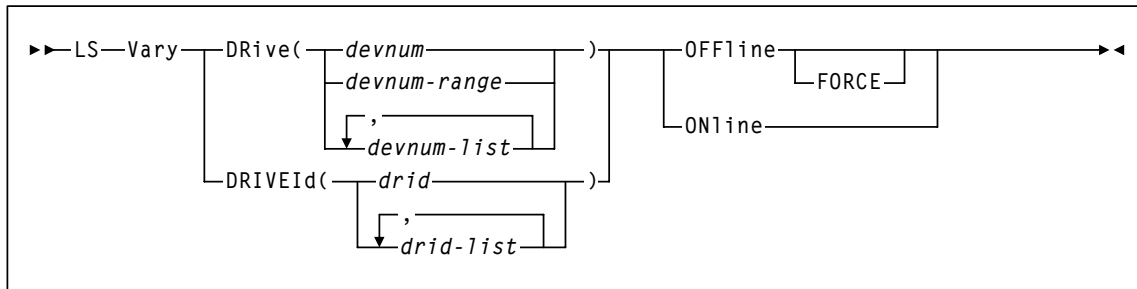 LS Vary DRive( devnum ) OFFline
devnum-range FORCE
,
devnum-list ONline
DRIVEId( drid )
,
drid-list